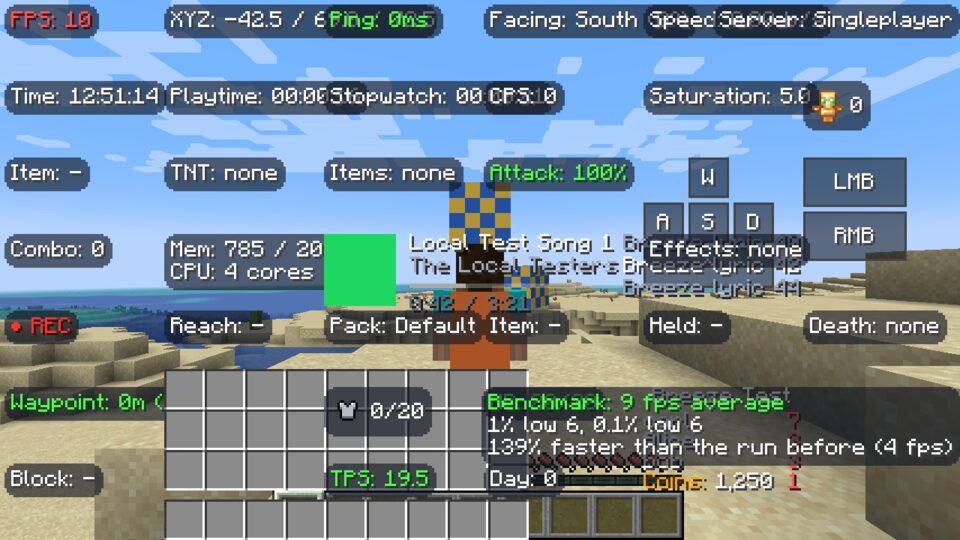 FPS: 10
XYZ: -42.5 / 6
Ping: 0ms
Facing: South
Speed
Server: Singleplayer
Time: 12:51:14
Playtime: 00:00
Stopwatch: 00
CPS: 0
Saturation: 5.0
0
Item: -
TNT: none
Items: none
Attack: 100%
W
LMB
A S D
RMB
Combo: 0
Mem: 785 / 20
CPU: 4 cores
Local Test Song 1
The Local Testers
0:42 / 3:21
Effects: none
Breeze lyric 42
Breeze lyric 44
REC
Reach: -
Pack: Default
Item: -
Held: -
Death: none
Waypoint: 0m (
0/20
Benchmark: 9 fps average
1% low 6, 0.1% low 6
139% faster than the run before (4 fps)
Block: -
TPS: 19.5
Day: 0
Coins: 1,250
1